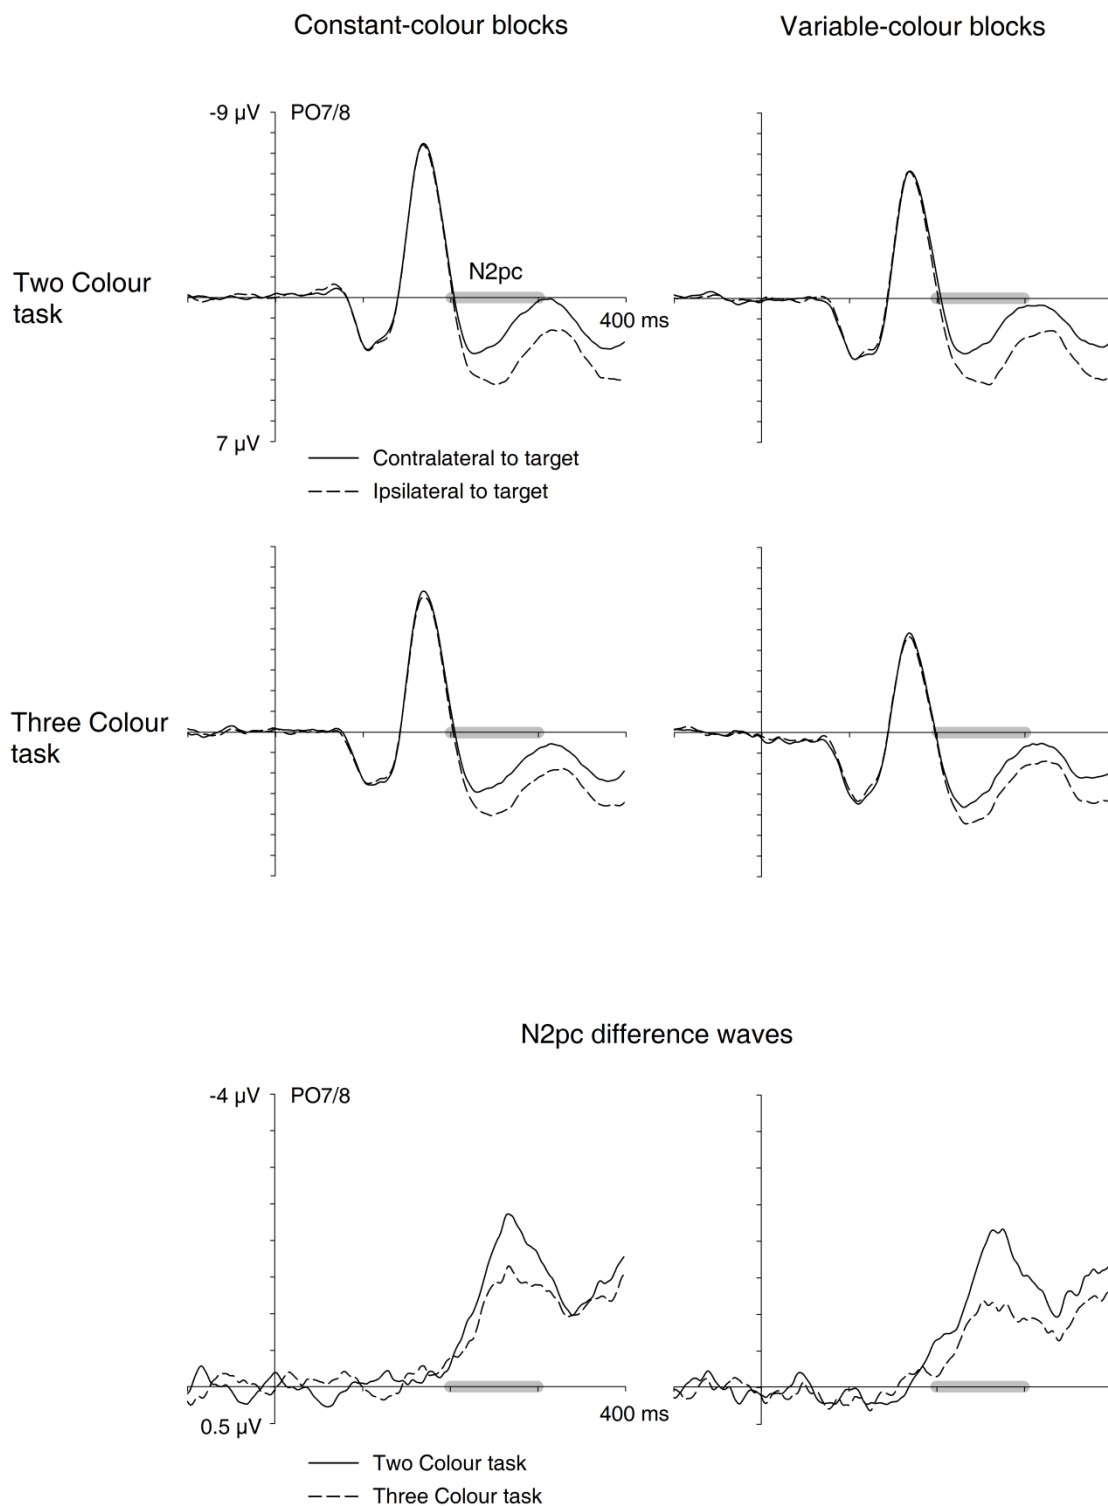 Constant-colour blocks
Variable-colour blocks
-9 µV
PO7/8
Two Colour
task
N2pc
400 ms
7 µV
Contralateral to target
Ipsilateral to target
Three Colour
task
N2pc difference waves
-4 µV
PO7/8
400 ms
0.5 µV
Two Colour task
Three Colour task